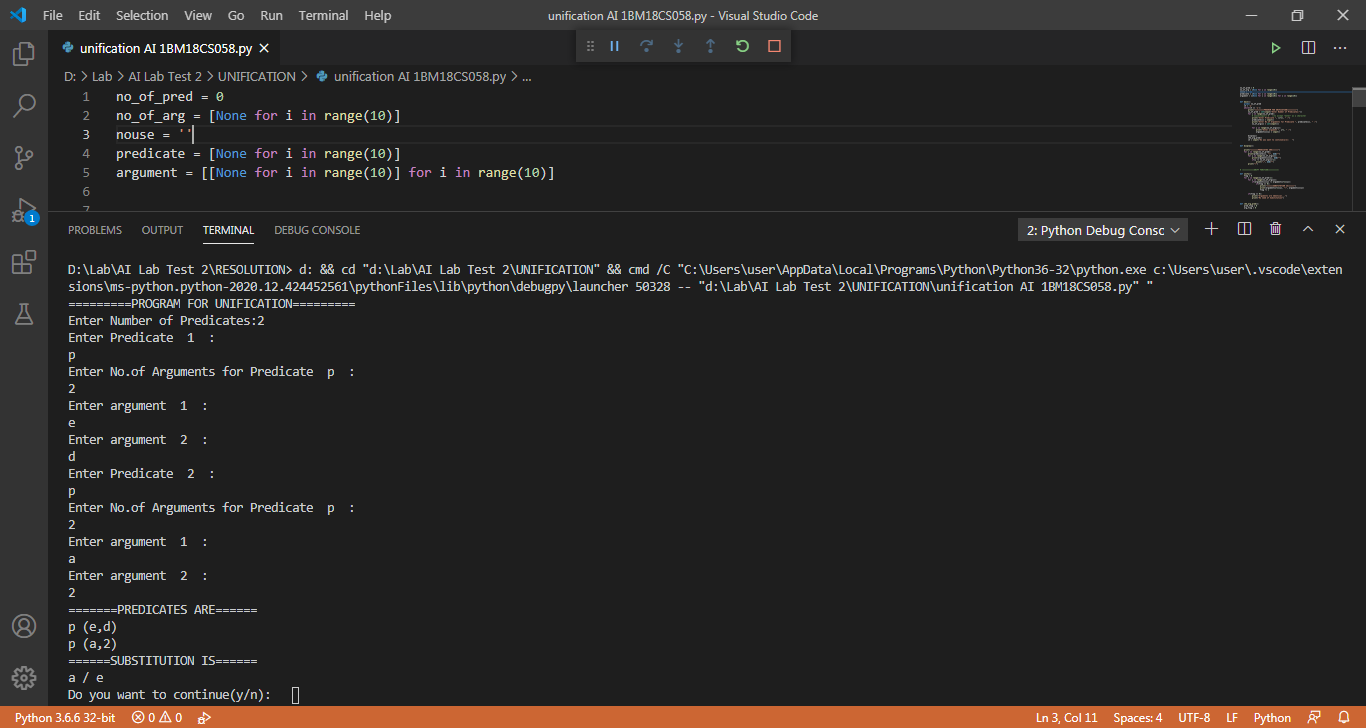 File Edit Selection View Go Run Terminal Help unification AI 1BM18CS058.py - Visual Studio Code
unification AI 1BM18CS058.py
D: > Lab > AI Lab Test 2 > UNIFICATION > unification AI 1BM18CS058.py > ...
1 no_of_pred = 0
2 no_of_arg = [None for i in range(10)]
3 nouse = ''
4 predicate = [None for i in range(10)]
5 argument = [[None for i in range(10)] for i in range(10)]
6
7
1
PROBLEMS OUTPUT TERMINAL DEBUG CONSOLE 2: Python Debug Consc
D:\Lab\AI Lab Test 2\RESOLUTION> d: && cd "d:\Lab\AI Lab Test 2\UNIFICATION" && cmd /C "C:\Users\user\AppData\Local\Programs\Python\Python36-32\python.exe c:\Users\user\.vscode\exten
sions\ms-python.python-2020.12.424452561\pythonFiles\lib\python\debugpy\launcher 50328 -- "d:\Lab\AI Lab Test 2\UNIFICATION\unification AI 1BM18CS058.py" "
=========PROGRAM FOR UNIFICATION=========
Enter Number of Predicates:2
Enter Predicate  1  :
p
Enter No.of Arguments for Predicate  p  :
2
Enter argument  1  :
e
Enter argument  2  :
d
Enter Predicate  2  :
p
Enter No.of Arguments for Predicate  p  :
2
Enter argument  1  :
a
Enter argument  2  :
2
=======PREDICATES ARE======
p (e,d)
p (a,2)
======SUBSTITUTION IS======
a / e
Do you want to continue(y/n):
Python 3.6.6 32-bit 0 0 Ln 3, Col 11 Spaces: 4 UTF-8 LF Python